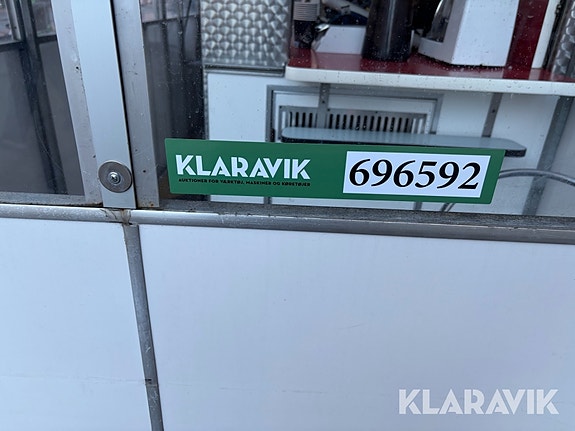 KLARAVIK 696592
AUKTIONER FOR VÆRKTØJ, MASKINER OG KØRETØJER
KLARAVIK